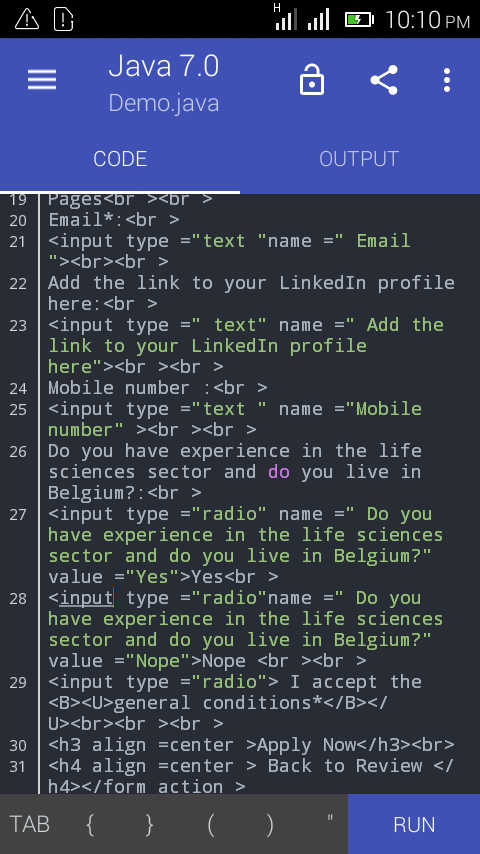 H
10:10 PM
Java 7.0
Demo.java
CODE
OUTPUT
19 Pages<br ><br >
20 Email*:<br >
21 <input type ="text "name =" Email
"><br><br >
22 Add the link to your LinkedIn profile
here:<br >
23 <input type =" text" name =" Add the
link to your LinkedIn profile
here"><br ><br >
24 Mobile number :<br >
25 <input type ="text " name ="Mobile
number" ><br ><br >
26 Do you have experience in the life
sciences sector and do you live in
Belgium?:<br >
27 <input type ="radio" name =" Do you
have experience in the life sciences
sector and do you live in Belgium?"
value ="Yes">Yes<br >
28 <input type ="radio"name =" Do you
have experience in the life sciences
sector and do you live in Belgium?"
value ="Nope">Nope <br ><br >
29 <input type ="radio"> I accept the
<B><U>general conditions*</B></
U><br><br ><br >
30 <h3 align =center >Apply Now</h3><br>
31 <h4 align =center > Back to Review </
h4></form action >
TAB { } ( ) " RUN